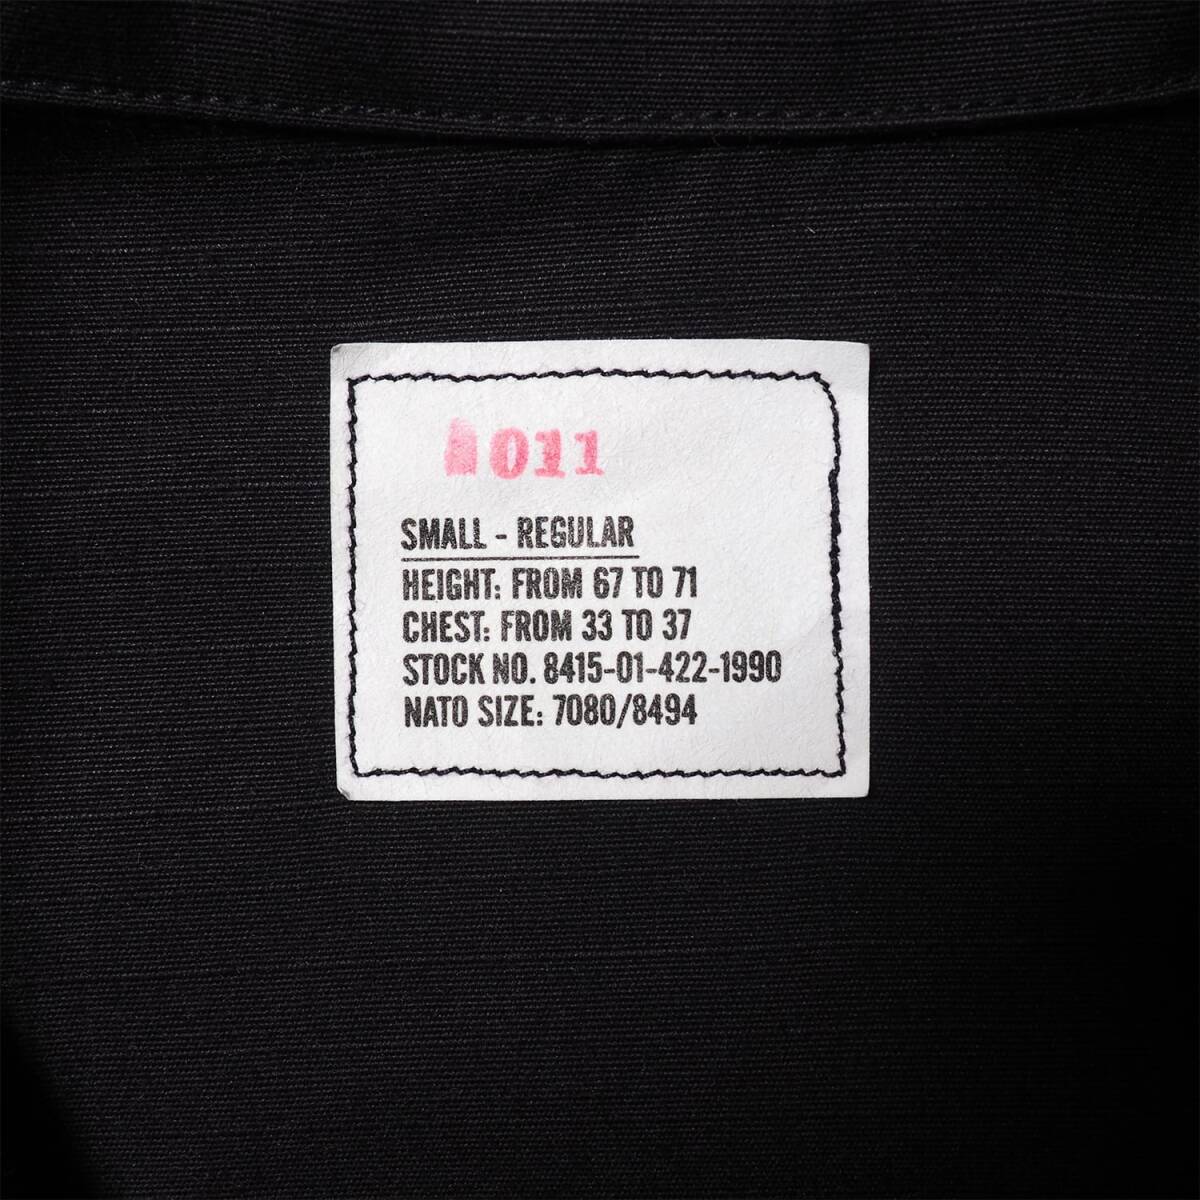 011
SMALL - REGULAR
HEIGHT: FROM 67 TO 71
CHEST: FROM 33 TO 37
STOCK NO. 8415-01-422-1990
NATO SIZE: 7080/8494